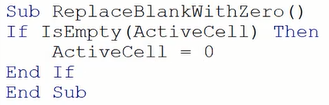 Sub ReplaceBlankWithZero()
If IsEmpty(ActiveCell) Then
    ActiveCell = 0
End If
End Sub